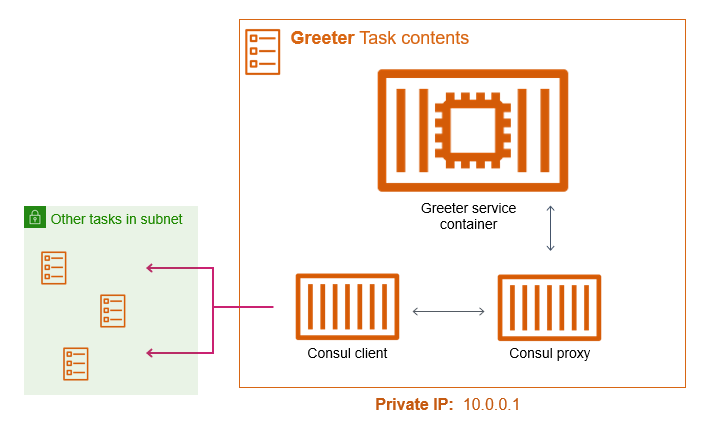 Greeter Task contents
Greeter service
container
Other tasks in subnet
Consul client
Consul proxy
Private IP: 10.0.0.1